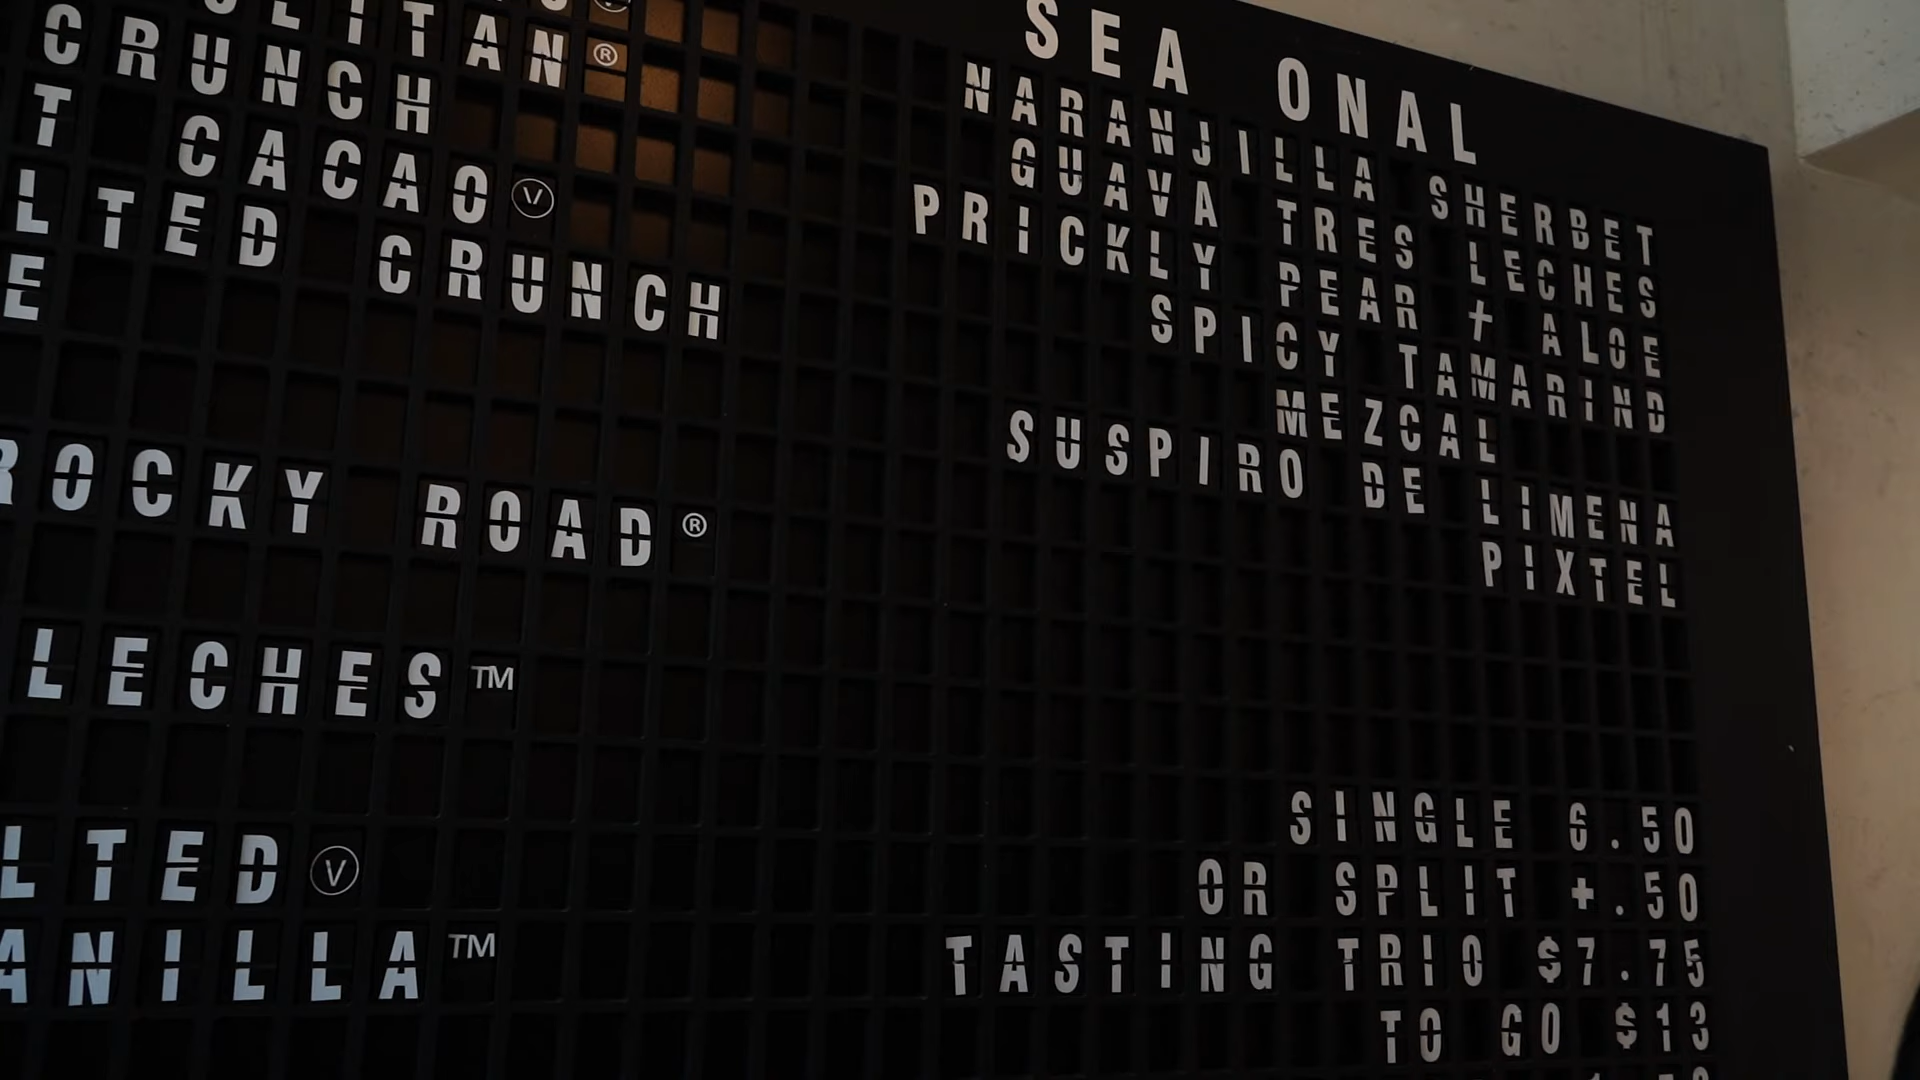 CRUNCH
T CACAO Ⓥ
LTED CRUNCH
E
ROCKY ROAD®
LECHES™
LTED Ⓥ
ANILLA™
SEA ONAL
NARANJILLA SHERBET
GUAVA TRES LECHES
PRICKLY PEAR + ALOE
SPICY TAMARIND
MEZCAL
SUSPIRO DE LIMENA
PIXTEL
SINGLE 6.50
OR SPLIT +.50
TASTING TRIO $7.75
TO GO $13